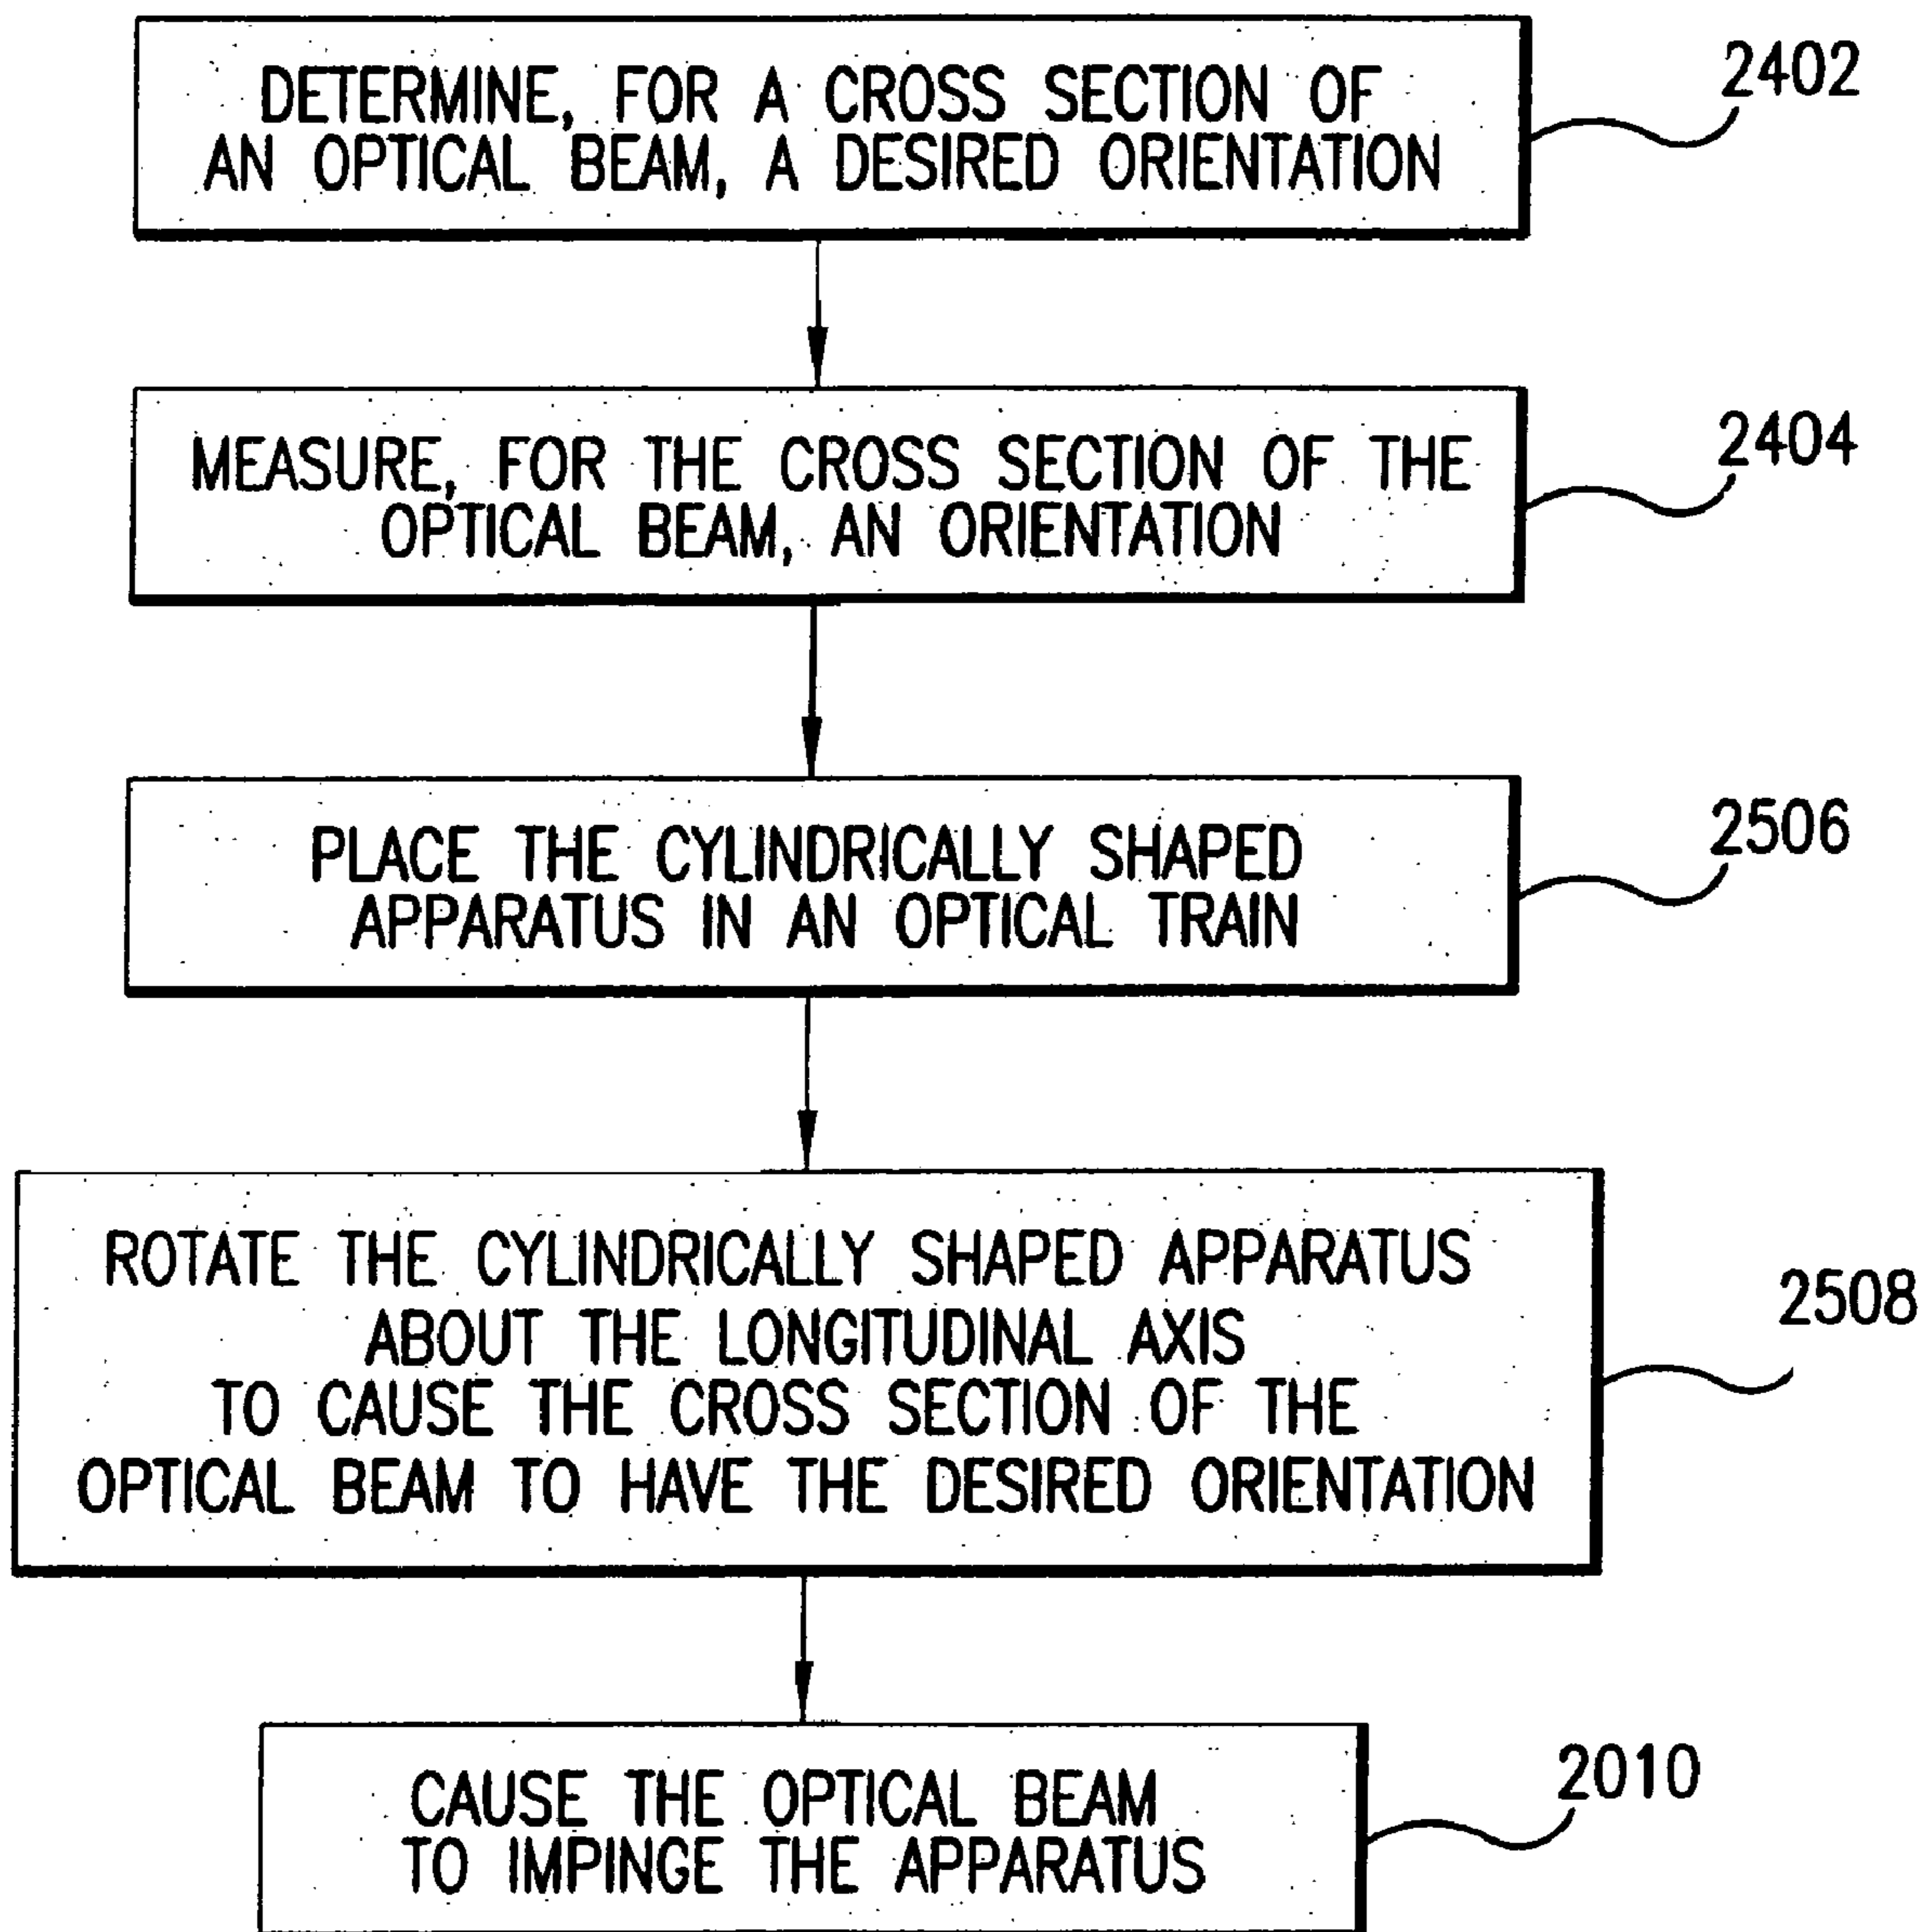 DETERMINE, FOR A CROSS SECTION OF
AN OPTICAL BEAM, A DESIRED ORIENTATION
2402
MEASURE, FOR THE CROSS SECTION OF THE
OPTICAL BEAM, AN ORIENTATION
2404
PLACE THE CYLINDRICALLY SHAPED
APPARATUS IN AN OPTICAL TRAIN
2506
ROTATE THE CYLINDRICALLY SHAPED APPARATUS
ABOUT THE LONGITUDINAL AXIS
TO CAUSE THE CROSS SECTION OF THE
OPTICAL BEAM TO HAVE THE DESIRED ORIENTATION
2508
CAUSE THE OPTICAL BEAM
TO IMPINGE THE APPARATUS
2010